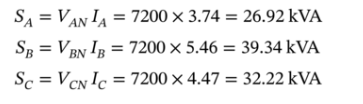 S_A = V_AN I_A = 7200 × 3.74 = 26.92 kVA
S_B = V_BN I_B = 7200 × 5.46 = 39.34 kVA
S_C = V_CN I_C = 7200 × 4.47 = 32.22 kVA